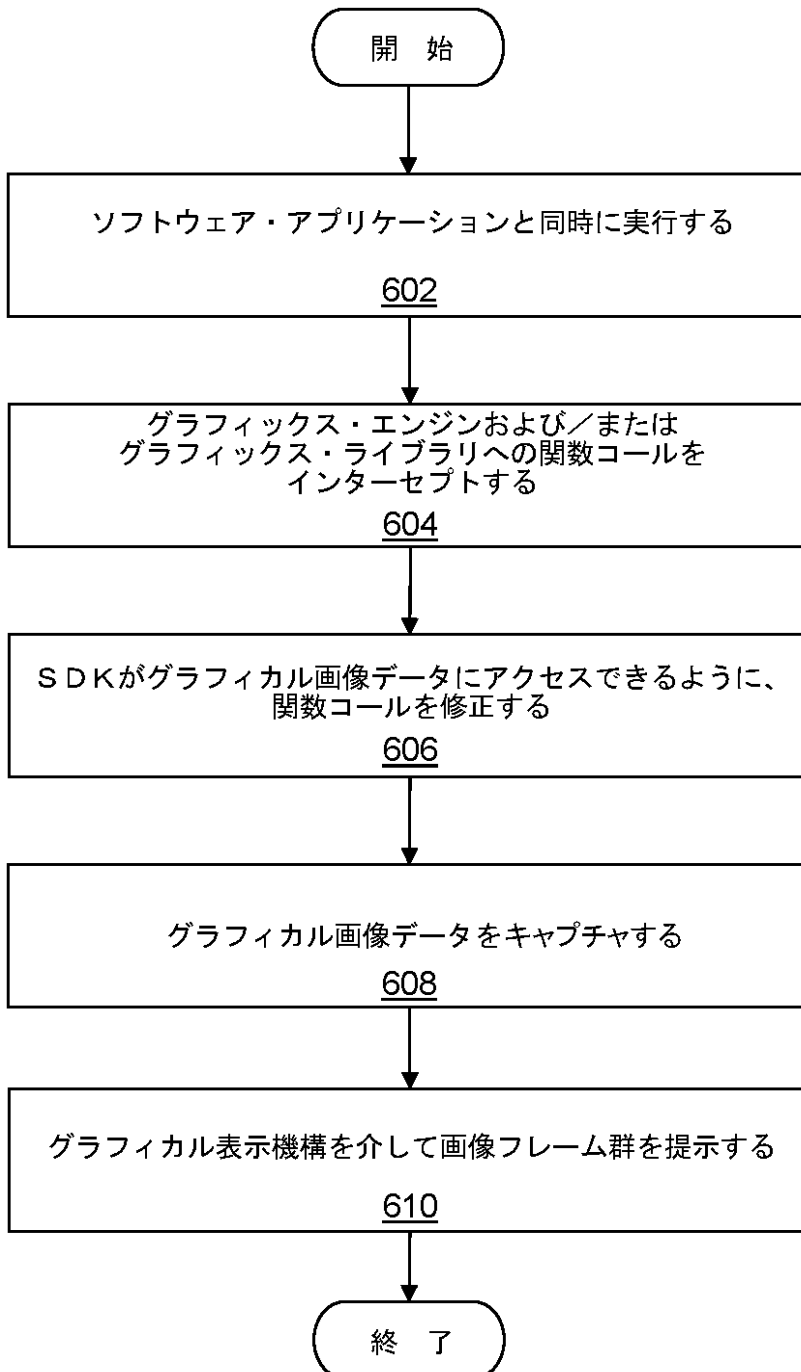 開 始
ソフトウェア・アプリケーションと同時に実行する
602
グラフィックス・エンジンおよび／または
グラフィックス・ライブラリへの関数コールを
インターセプトする
604
ＳＤＫがグラフィカル画像データにアクセスできるように、
関数コールを修正する
606
グラフィカル画像データをキャプチャする
608
グラフィカル表示機構を介して画像フレーム群を提示する
610
終 了